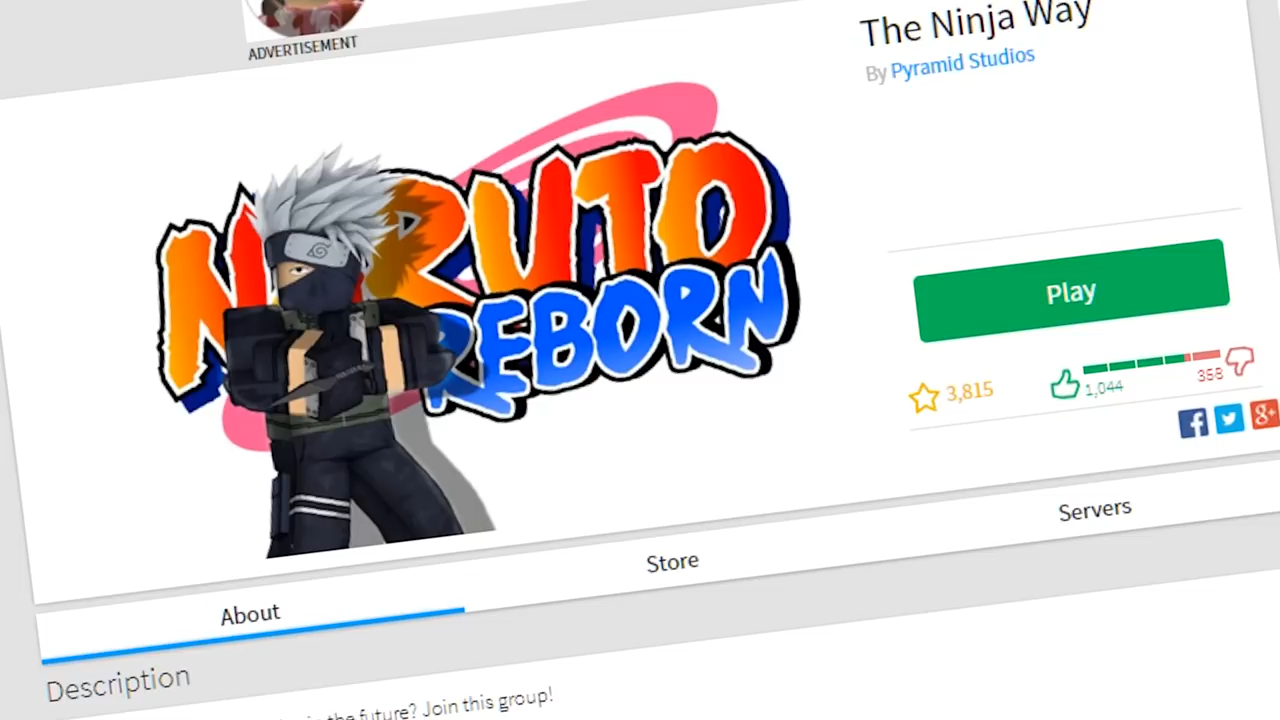 ADVERTISEMENT
The Ninja Way
By Pyramid Studios
NARUTO
REBORN
Play
3,815
1,044
358
f
g+
About
Store
Servers
Description
in the future? Join this group!